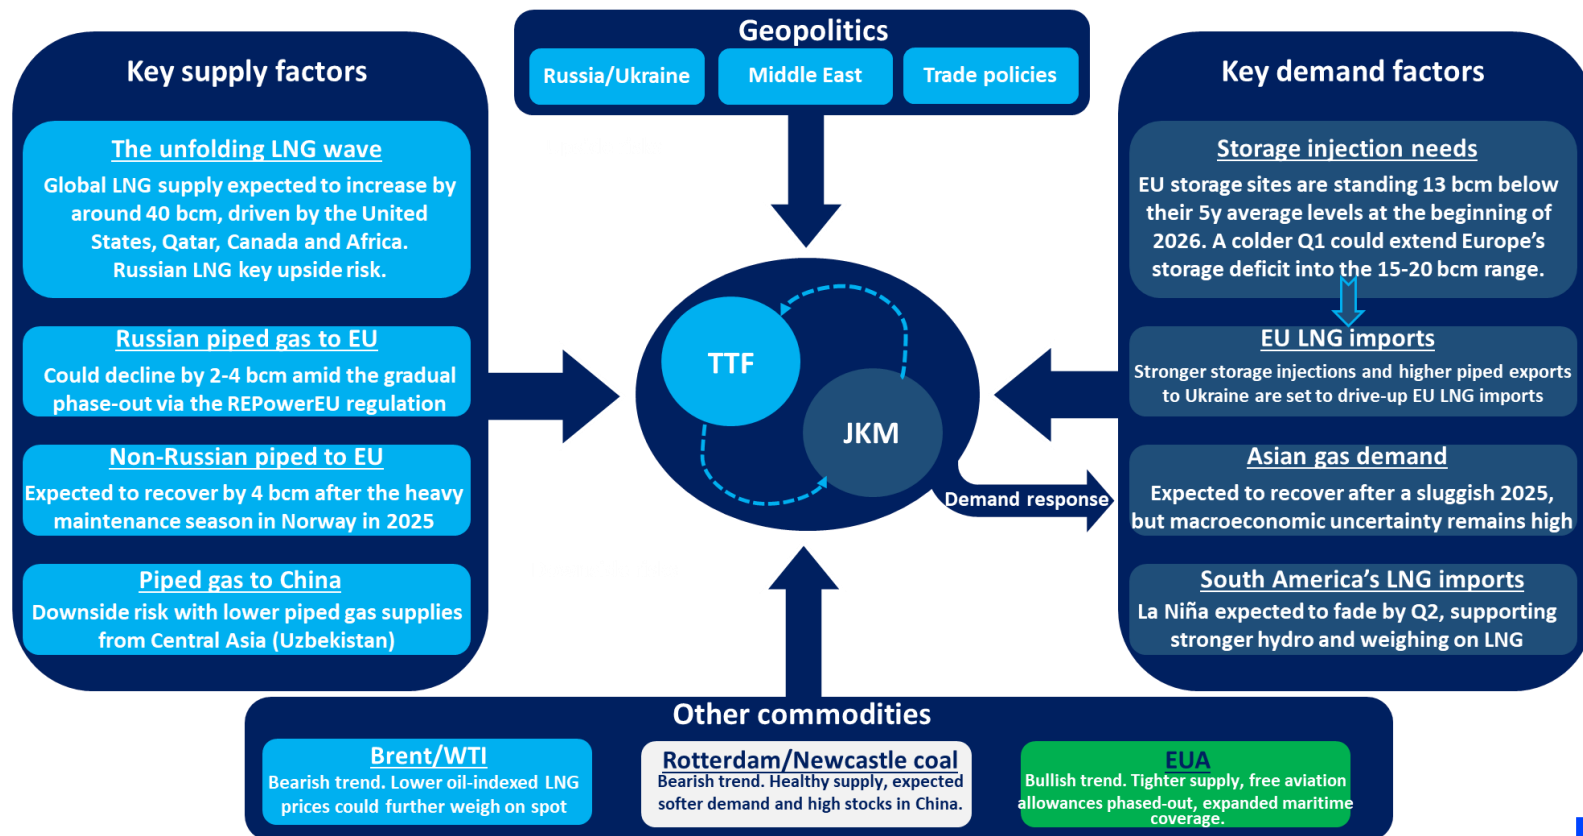 Geopolitics
Russia/Ukraine
Middle East
Trade policies
Key supply factors
The unfolding LNG wave
Global LNG supply expected to increase by
around 40 bcm, driven by the United
States, Qatar, Canada and Africa.
Russian LNG key upside risk.
Russian piped gas to EU
Could decline by 2-4 bcm amid the gradual
phase-out via the REPowerEU regulation
Non-Russian piped to EU
Expected to recover by 4 bcm after the heavy
maintenance season in Norway in 2025
Piped gas to China
Downside risk with lower piped gas supplies
from Central Asia (Uzbekistan)
TTF
JKM
Demand response
Key demand factors
Storage injection needs
EU storage sites are standing 13 bcm below
their 5y average levels at the beginning of
2026. A colder Q1 could extend Europe’s
storage deficit into the 15-20 bcm range.
EU LNG imports
Stronger storage injections and higher piped exports
to Ukraine are set to drive-up EU LNG imports
Asian gas demand
Expected to recover after a sluggish 2025,
but macroeconomic uncertainty remains high
South America’s LNG imports
La Niña expected to fade by Q2, supporting
stronger hydro and weighing on LNG
Other commodities
Brent/WTI
Bearish trend. Lower oil-indexed LNG
prices could further weigh on spot
Rotterdam/Newcastle coal
Bearish trend. Healthy supply, expected
softer demand and high stocks in China.
EUA
Bullish trend. Tighter supply, free aviation
allowances phased-out, expanded maritime
coverage.